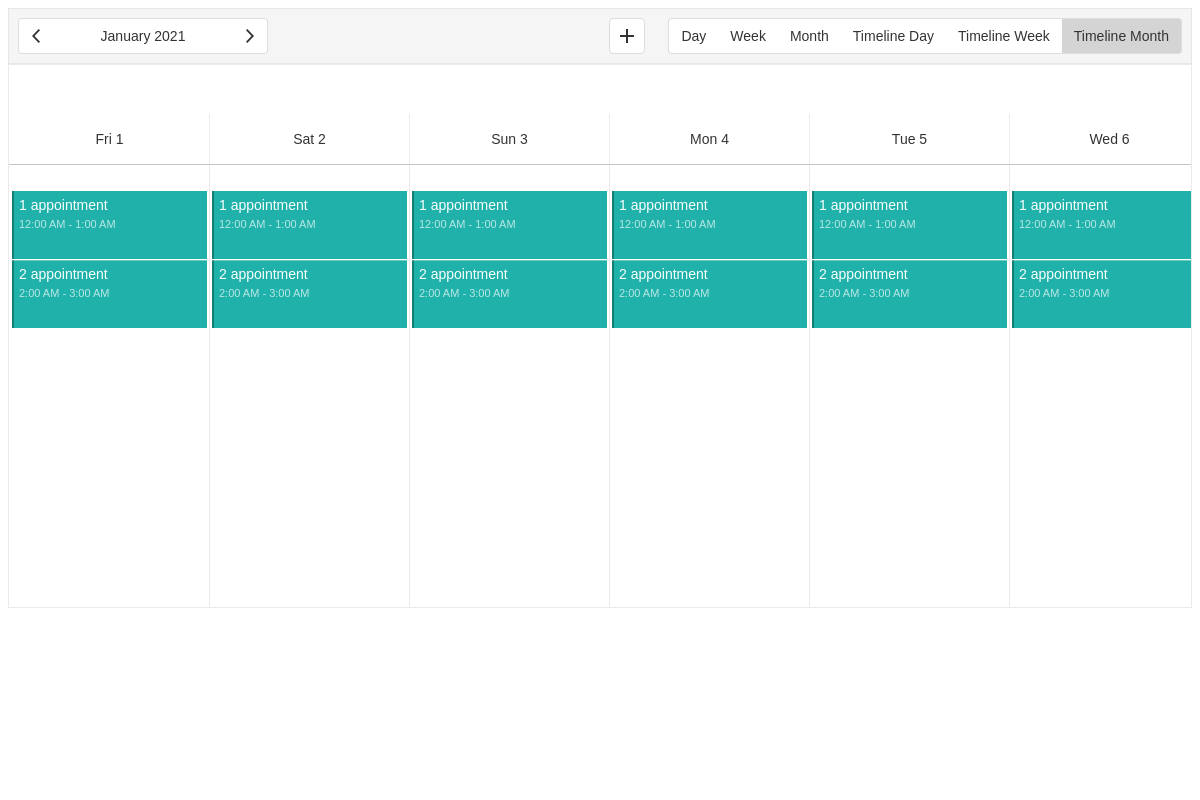 January 2021
Day Week Month Timeline Day Timeline Week Timeline Month
Fri 1 Sat 2 Sun 3 Mon 4 Tue 5 Wed 6
1 appointment 1 appointment 1 appointment 1 appointment 1 appointment 1 appointment
12:00 AM - 1:00 AM 12:00 AM - 1:00 AM 12:00 AM - 1:00 AM 12:00 AM - 1:00 AM 12:00 AM - 1:00 AM 12:00 AM - 1:00 AM
2 appointment 2 appointment 2 appointment 2 appointment 2 appointment 2 appointment
2:00 AM - 3:00 AM 2:00 AM - 3:00 AM 2:00 AM - 3:00 AM 2:00 AM - 3:00 AM 2:00 AM - 3:00 AM 2:00 AM - 3:00 AM